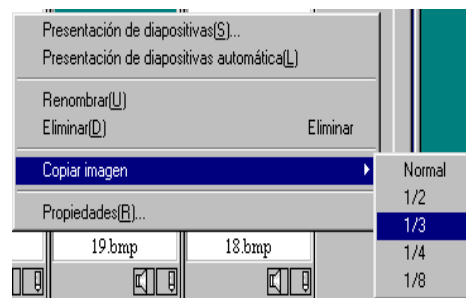 Presentación de diapositivas(S)...
Presentación de diapositivas automática(L)
Renombrar(U)
Eliminar(D) Eliminar
Copiar imagen
Normal
1/2
1/3
1/4
1/8
Propiedades(R)...
19.bmp 18.bmp